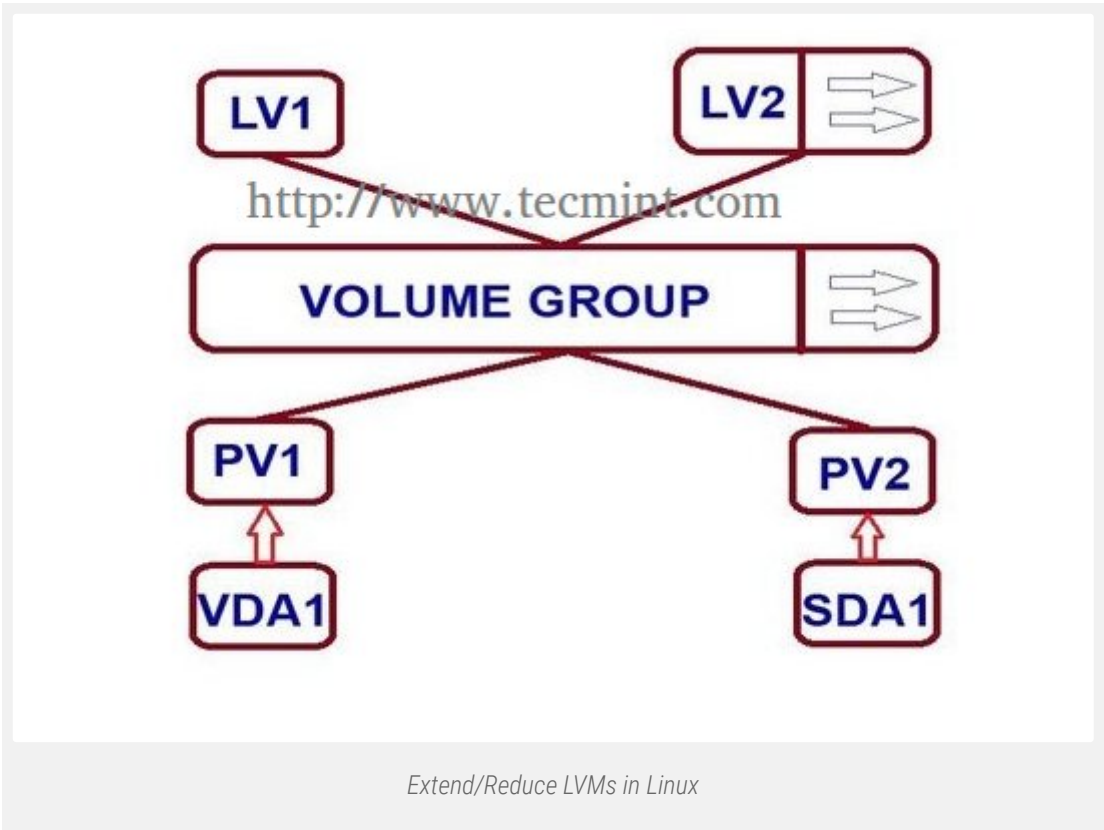 LV1
LV2
http://www.tecmint.com
VOLUME GROUP
PV1
PV2
VDA1
SDA1
Extend/Reduce LVMs in Linux